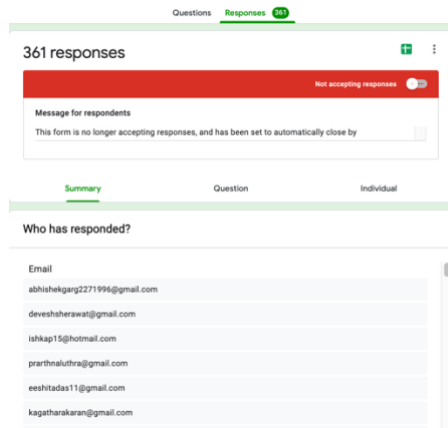 Questions Responses 361
361 responses
Not accepting responses
Message for respondents
This form is no longer accepting responses, and has been set to automatically close by
Summary Question Individual
Who has responded?
Email
abhishekgarg2271996@gmail.com
deveshsherawat@gmail.com
ishkap15@hotmail.com
prarthnaluthra@gmail.com
eeshitadas11@gmail.com
kagatharakaran@gmail.com